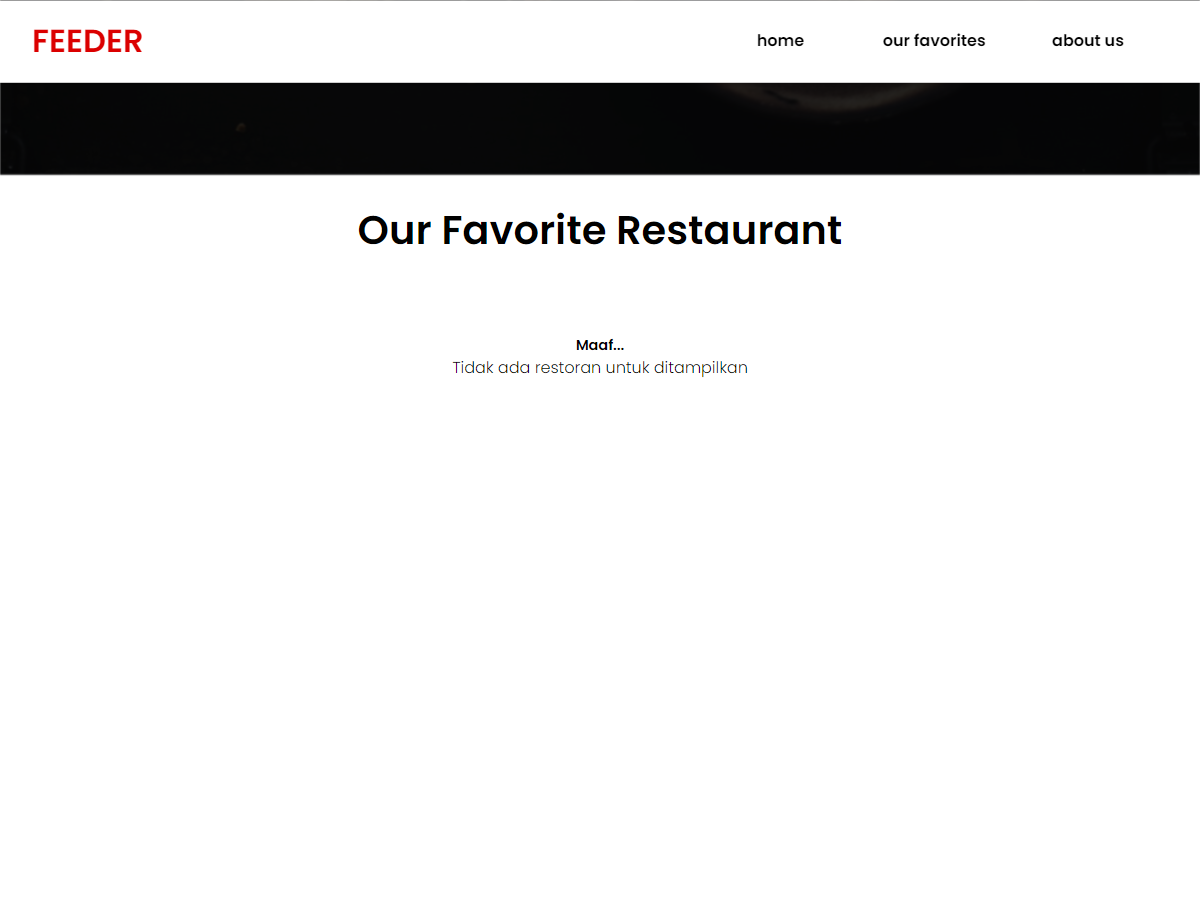 FEEDER
home
our favorites
about us
Our Favorite Restaurant
Maaf...
Tidak ada restoran untuk ditampilkan